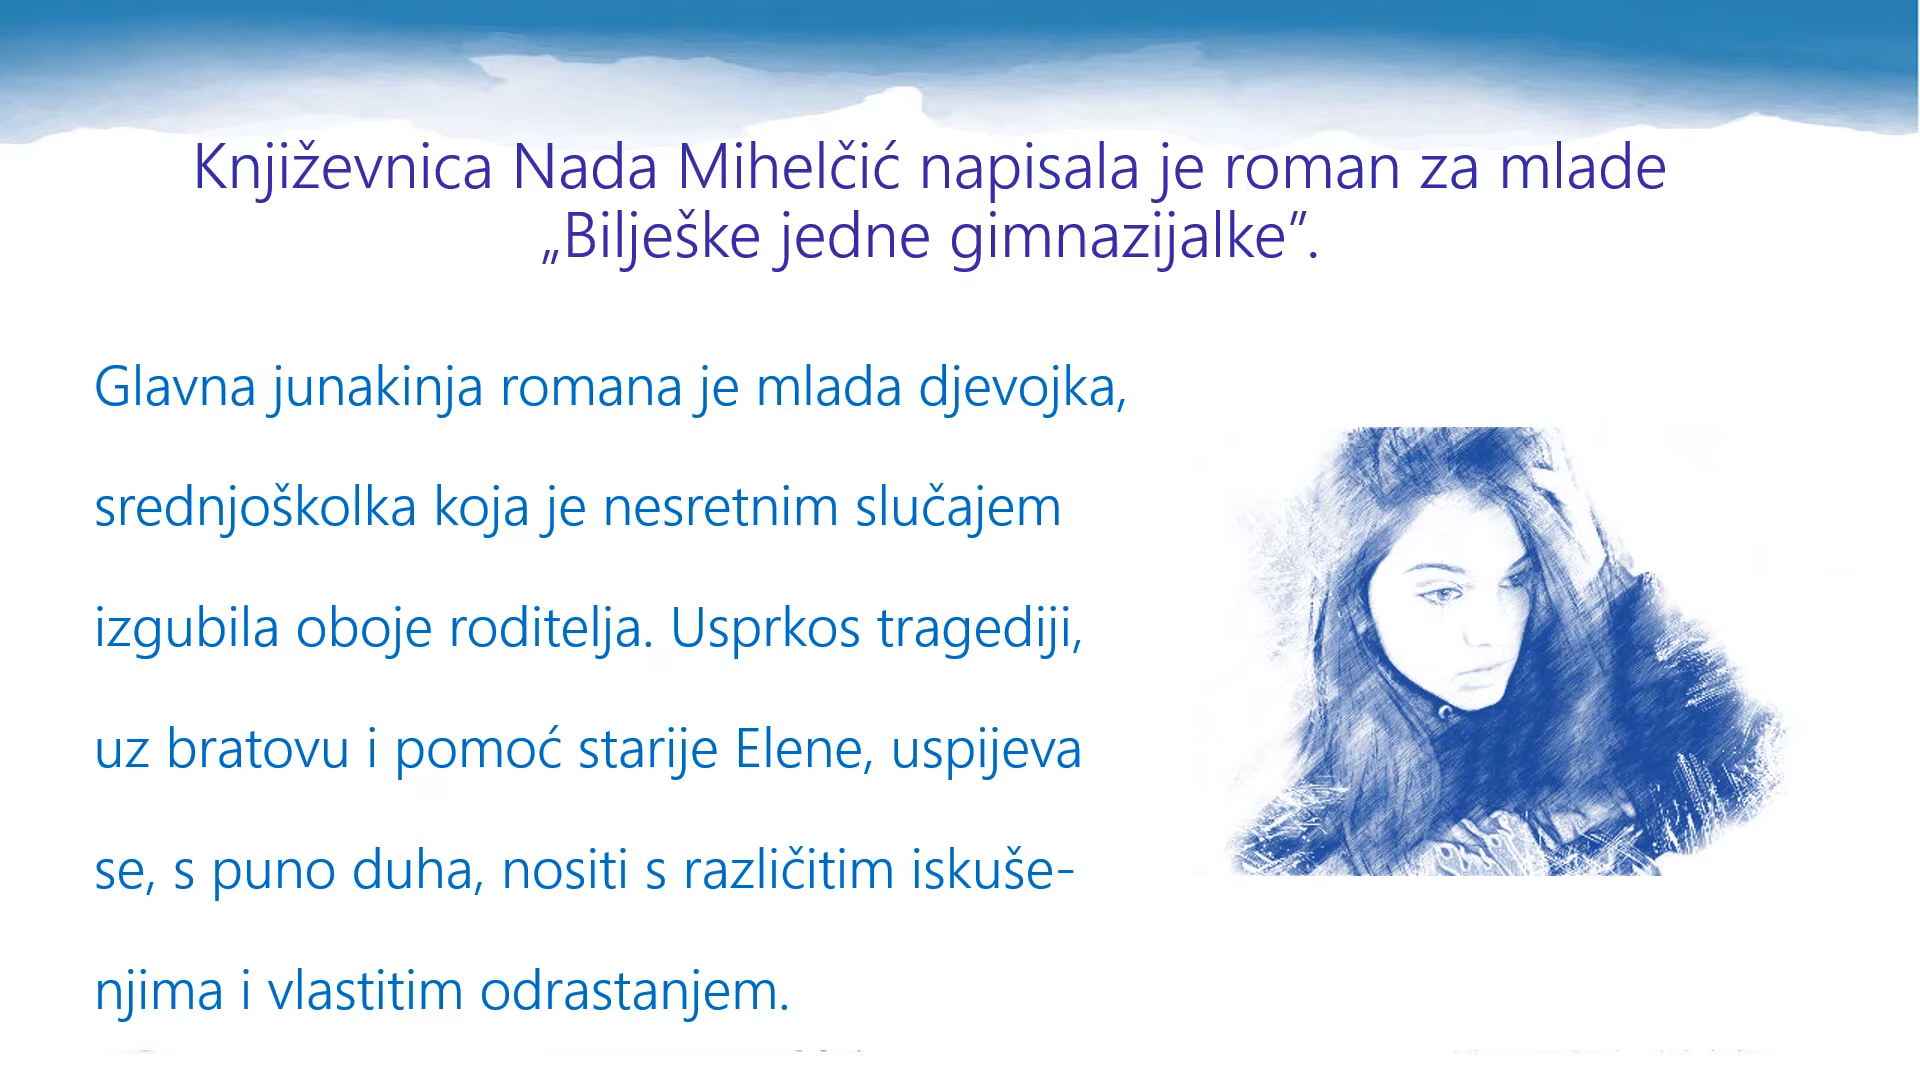 Književnica Nada Mihelčić napisala je roman za mlade
„Bilješke jedne gimnazijalke”.
Glavna junakinja romana je mlada djevojka,
srednjoškolka koja je nesretnim slučajem
izgubila oboje roditelja. Usprkos tragediji,
uz bratovu i pomoć starije Elene, uspijeva
se, s puno duha, nositi s različitim iskuše-
njima i vlastitim odrastanjem.